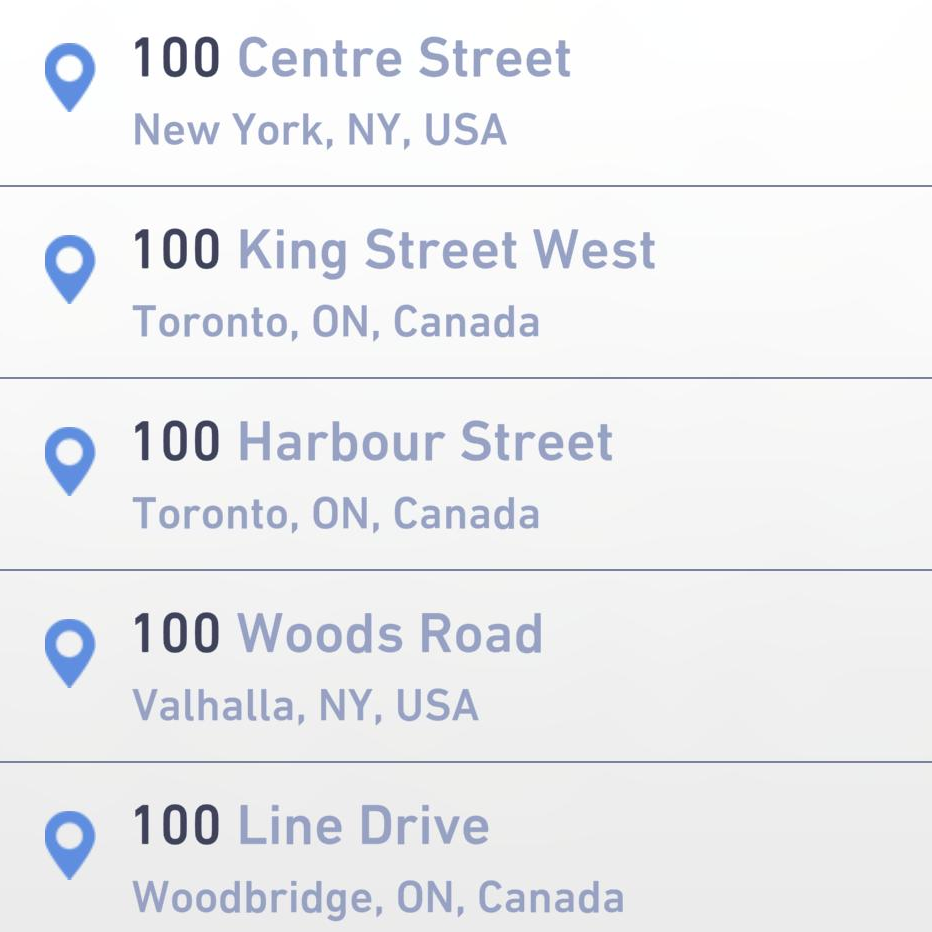 100 Centre Street
New York, NY, USA
100 King Street West
Toronto, ON, Canada
100 Harbour Street
Toronto, ON, Canada
100 Woods Road
Valhalla, NY, USA
100 Line Drive
Woodbridge, ON, Canada